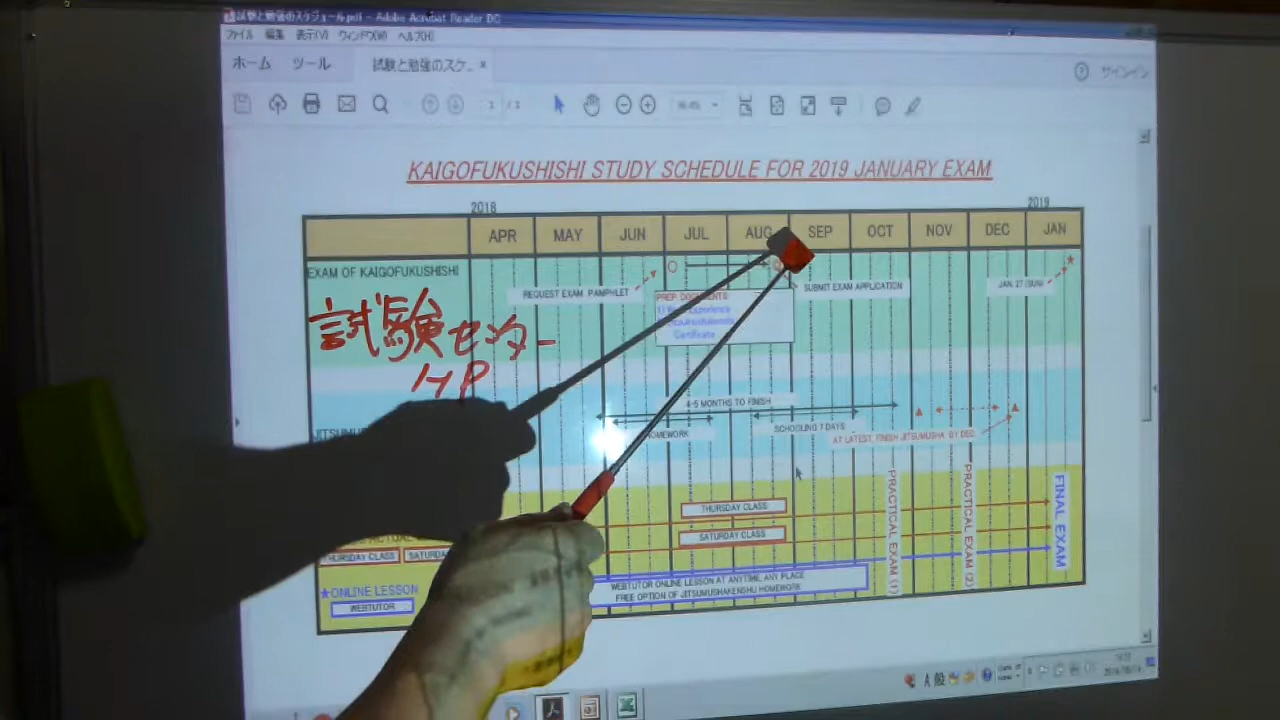 試験と勉強のスケジュール.pdf - Adobe Acrobat Reader DC
ファイル 編集 表示(V) ウィンドウ(W) ヘルプ(H)
ホーム ツール 試験と勉強のスケ... × サインイン
KAIGOFUKUSHISHI STUDY SCHEDULE FOR 2019 JANUARY EXAM
2018 2019
APR MAY JUN JUL AUG SEP OCT NOV DEC JAN
EXAM OF KAIGOFUKUSHISHI
REQUEST EXAM PAMPHLET
SUBMIT EXAM APPLICATION
JAN. 27 (SUN)
PREP. DOCUMENTS
Experience
Certificate
試験センター
HP
4-5 MONTHS TO FINISH
HOMEWORK
SCHOOLING 7 DAYS
AT LATEST, FINISH JITSUMUSHA BY DEC.
PRACTICAL EXAM (1)
PRACTICAL EXAM (2)
FINAL EXAM
THURSDAY CLASS
SATURDAY CLASS
THURSDAY CLASS
★ONLINE LESSON
WEBTUTOR
WEBTUTOR ONLINE LESSON AT ANYTIME, ANY PLACE
FREE OPTION OF JITSUMUSHAKENSHU HOMEWORK
A 般